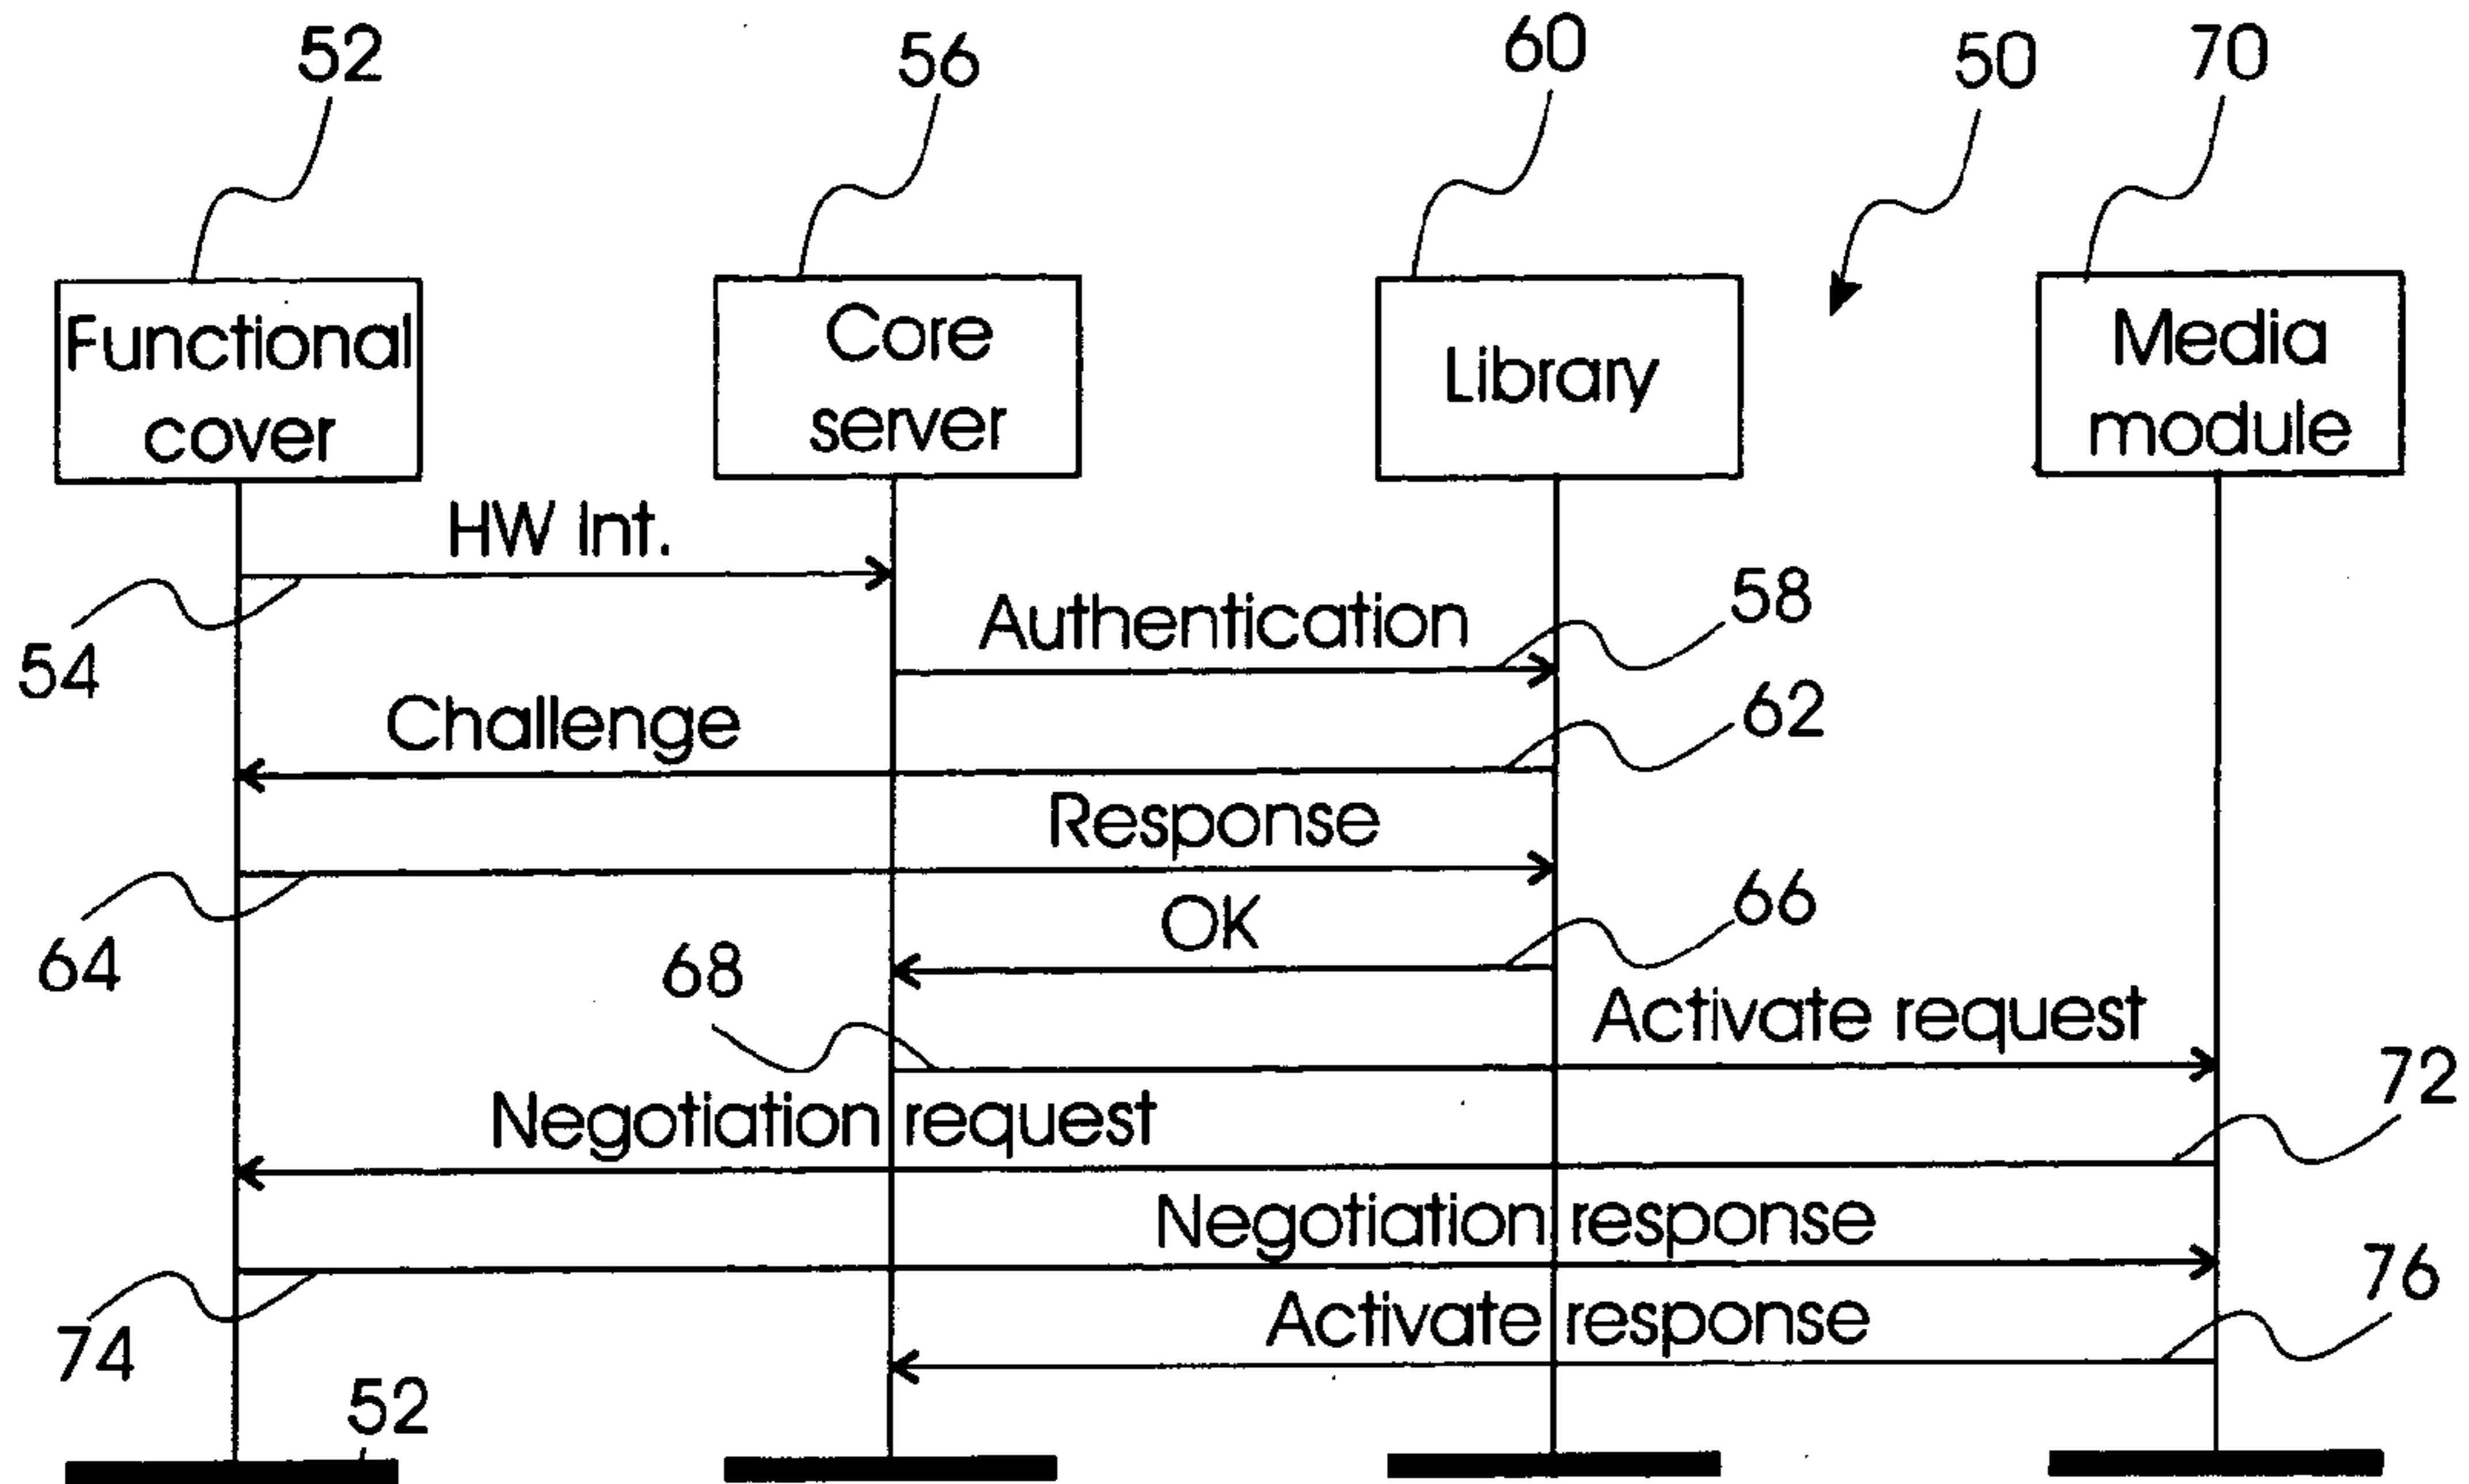 52
56
60
50
70
Functional
cover
Core
server
Library
Media
module
HW Int.
54
Authentication
58
Challenge
62
Response
64
OK
66
68
Activate request
Negotiation request
72
Negotiation response
74
Activate response
76
52